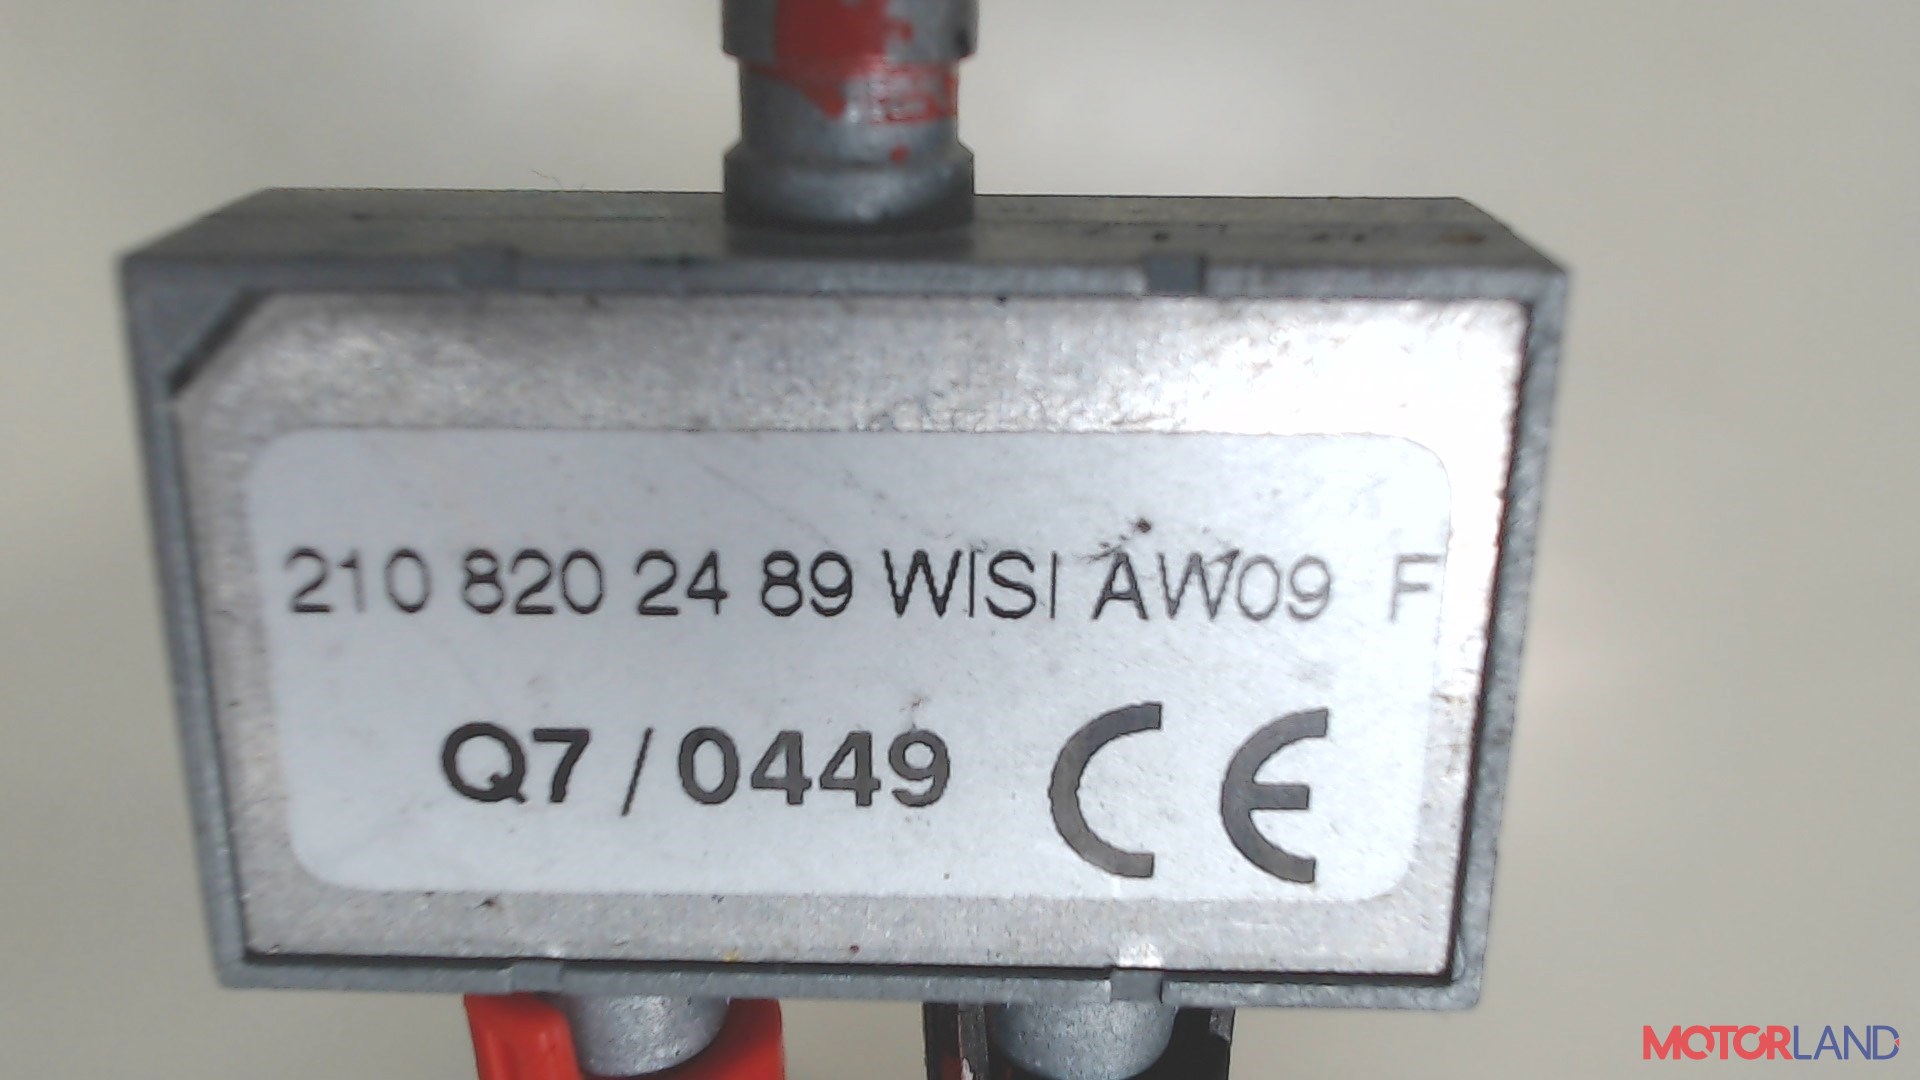 210 820 24 89 WISI AW09 F
Q7 / 0449 CE
MOTORLAND